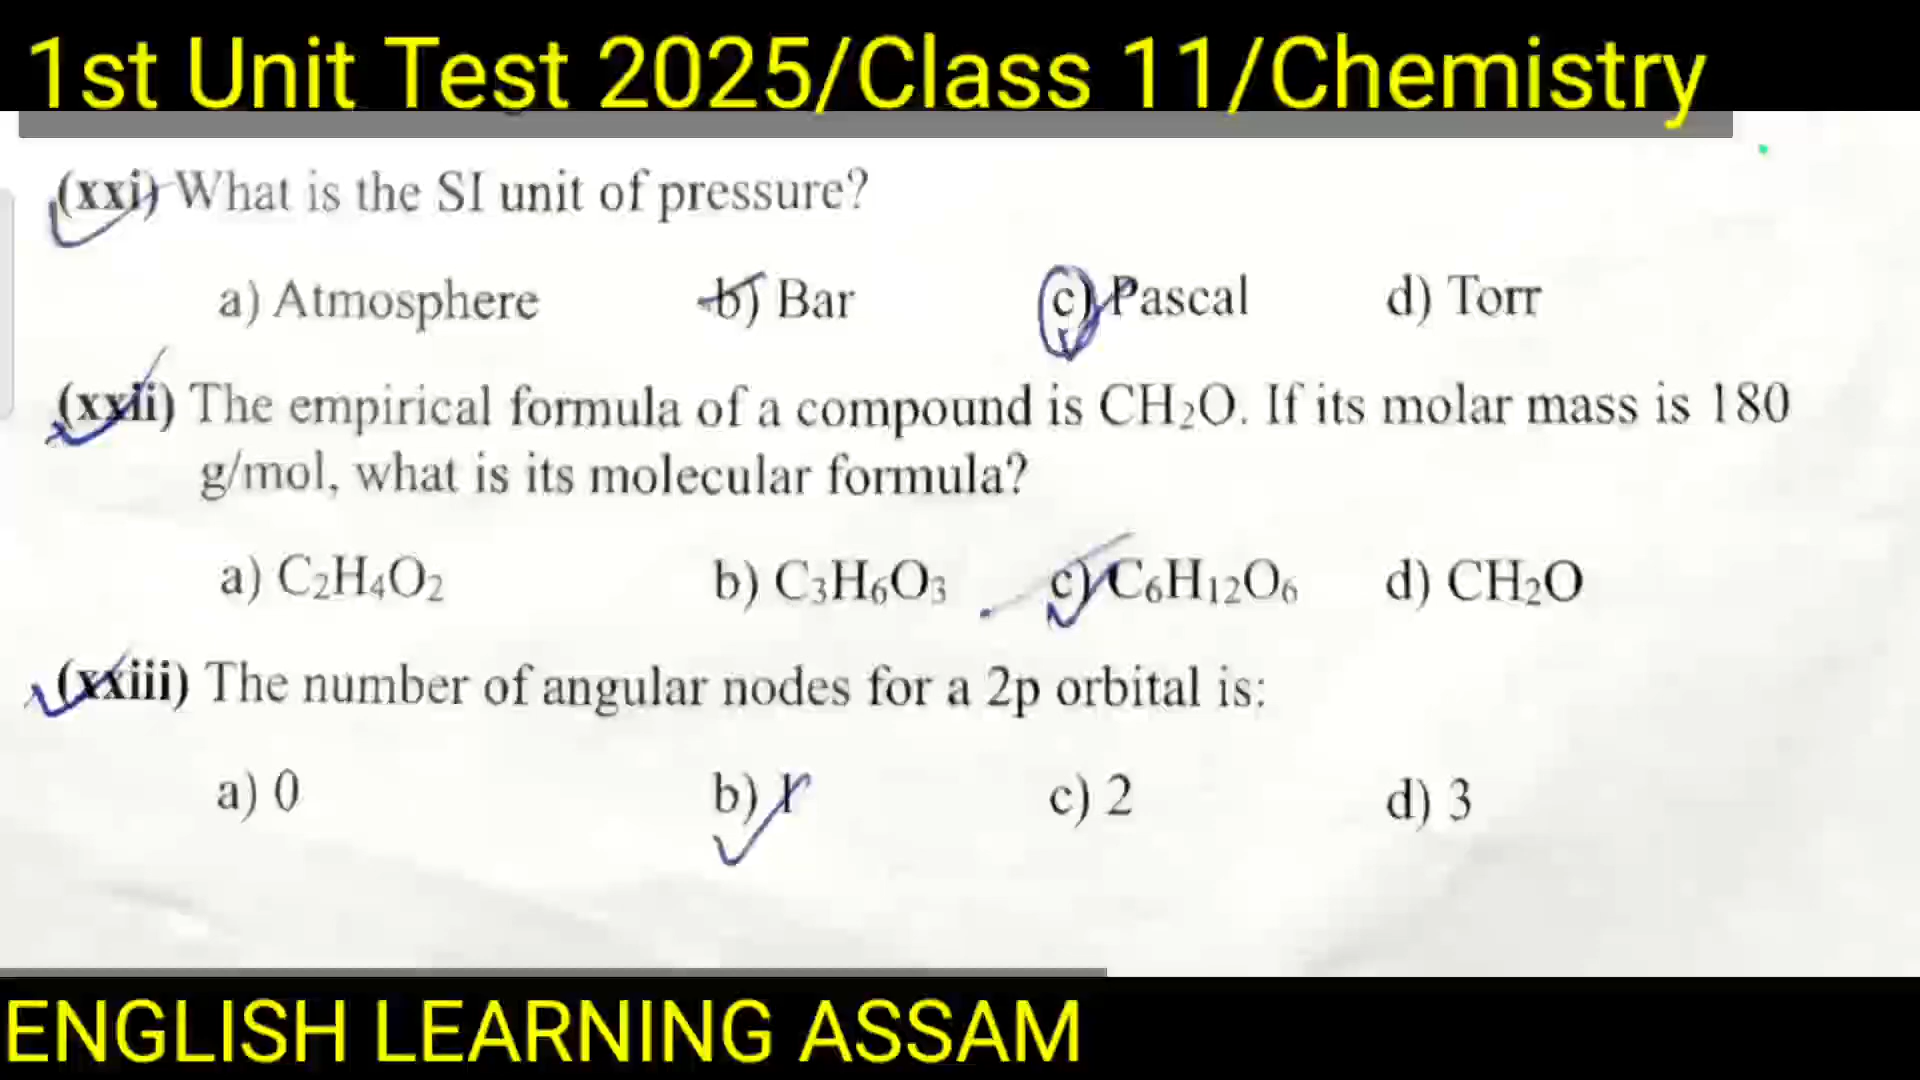 1st Unit Test 2025/Class 11/Chemistry
(xxi) What is the SI unit of pressure?
a) Atmosphere b) Bar c) Pascal d) Torr
(xxii) The empirical formula of a compound is CH₂O. If its molar mass is 180
g/mol, what is its molecular formula?
a) C₂H₄O₂ b) C₃H₆O₃ c) C₆H₁₂O₆ d) CH₂O
(xxiii) The number of angular nodes for a 2p orbital is:
a) 0 b) 1 c) 2 d) 3
ENGLISH LEARNING ASSAM